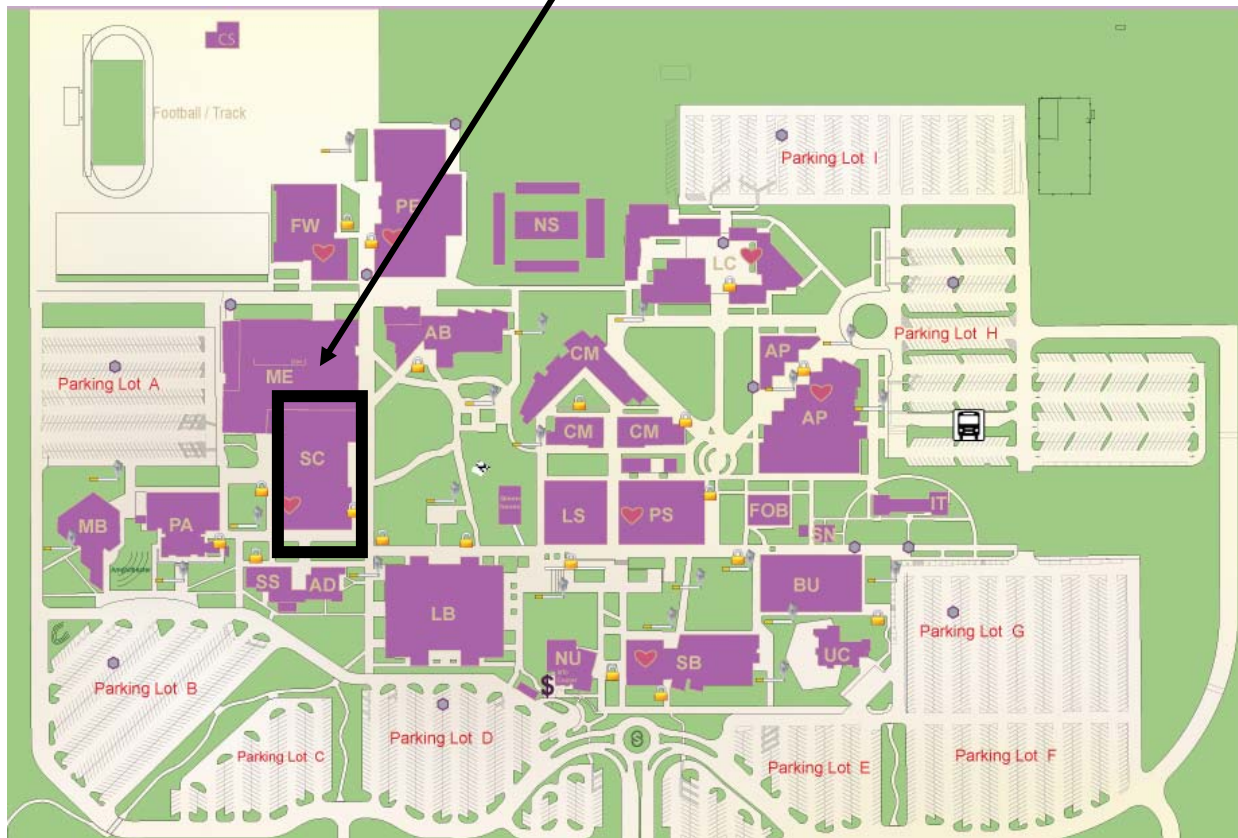 CS
Football / Track
Parking Lot I
FW
PE
NS
LC
Parking Lot H
AB
CM
AP
ME
Parking Lot A
AP
CM
CM
SC
MB
PA
LS
PS
FOB
IT
SN
SS
AD
LB
BU
Parking Lot G
NU
Info
Center
$
SB
UC
Parking Lot B
Parking Lot D
Parking Lot C
Parking Lot E
Parking Lot F
S